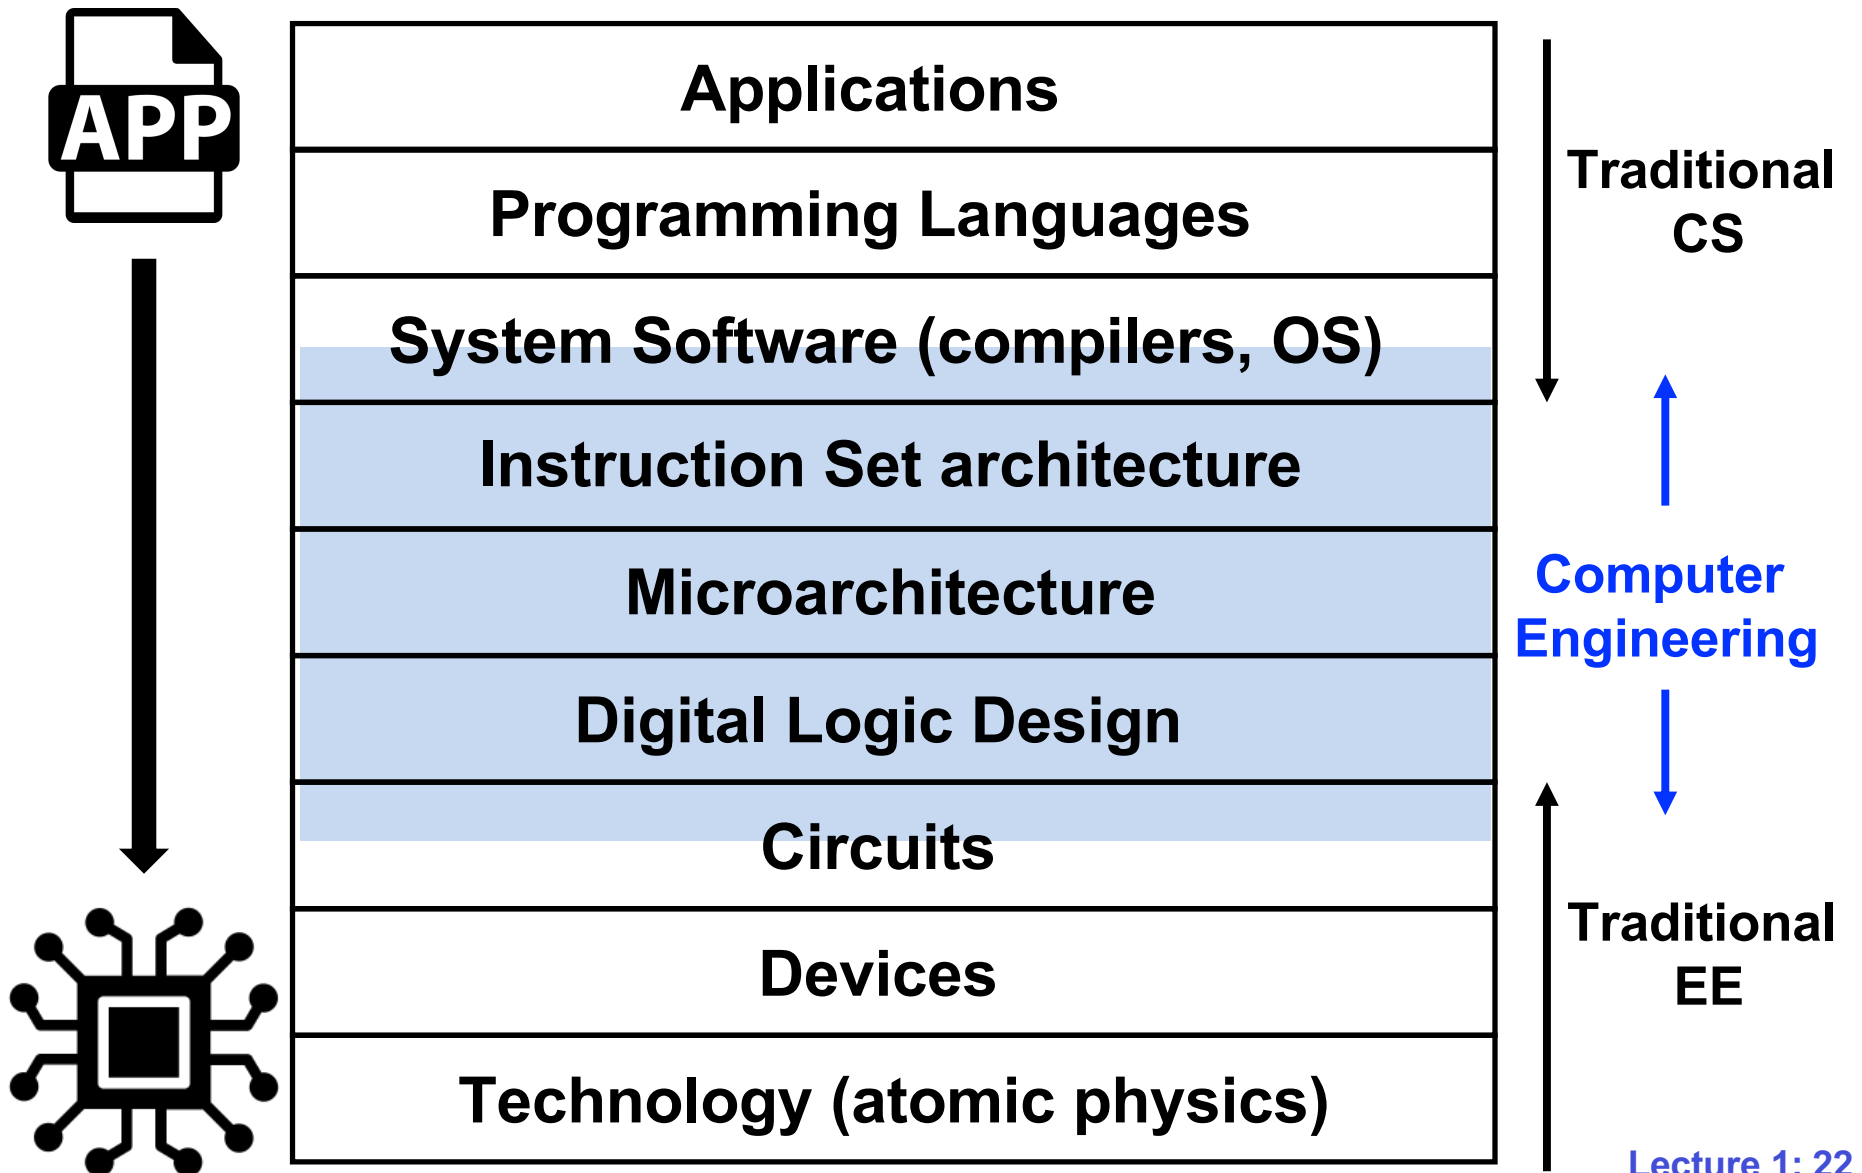 APP
Applications
Programming Languages
System Software (compilers, OS)
Instruction Set architecture
Microarchitecture
Digital Logic Design
Circuits
Devices
Technology (atomic physics)
Traditional
CS
Computer
Engineering
Traditional
EE
Lecture 1: 22